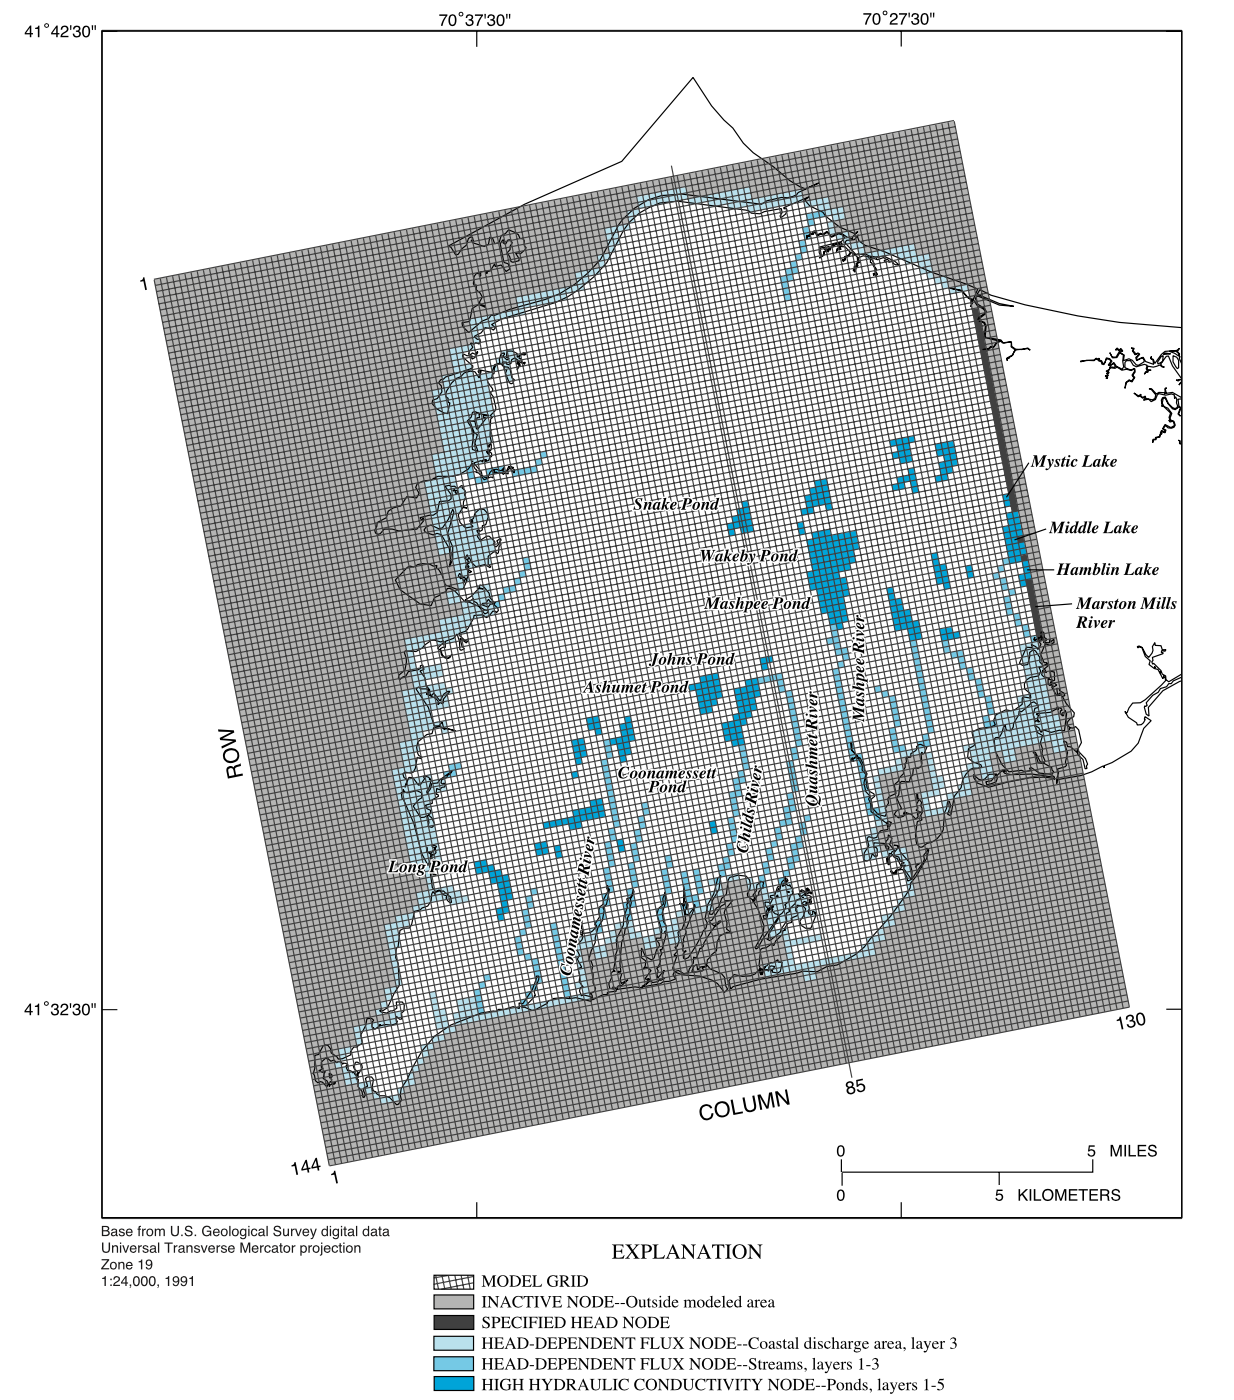 70°37'30"
70°27'30"
41°42'30"
1
Mystic Lake
Snake Pond
Middle Lake
Wakeby Pond
Hamblin Lake
Mashpee Pond
Marston Mills
River
Mashpee River
Johns Pond
Ashumet Pond
Quashnet River
ROW
Coonamessett
Pond
Childs River
Long Pond
Coonamessett River
41°32'30"
130
85
COLUMN
144
1
0 5 MILES
0 5 KILOMETERS
Base from U.S. Geological Survey digital data
Universal Transverse Mercator projection
Zone 19
1:24,000, 1991
EXPLANATION
MODEL GRID
INACTIVE NODE--Outside modeled area
SPECIFIED HEAD NODE
HEAD-DEPENDENT FLUX NODE--Coastal discharge area, layer 3
HEAD-DEPENDENT FLUX NODE--Streams, layers 1-3
HIGH HYDRAULIC CONDUCTIVITY NODE--Ponds, layers 1-5